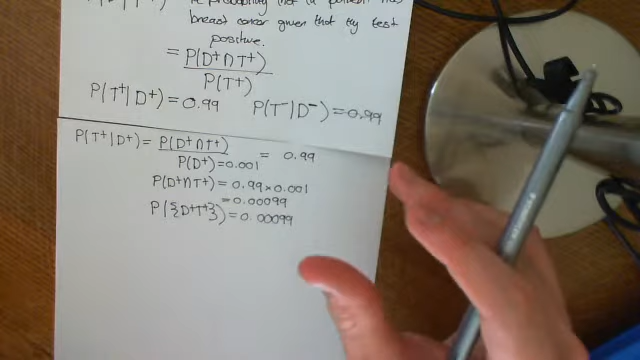 breast cancer given that they test
positive.
= P(D⁺∩T⁺)
P(T⁺)
P(T⁺|D⁺) = 0.99 P(T⁻|D⁻) = 0.99
P(T⁺|D⁺) = P(D⁺∩T⁺) = 0.99
P(D⁺) = 0.001
P(D⁺∩T⁺) = 0.99 × 0.001
= 0.00099
P({D⁺T⁺}) = 0.00099